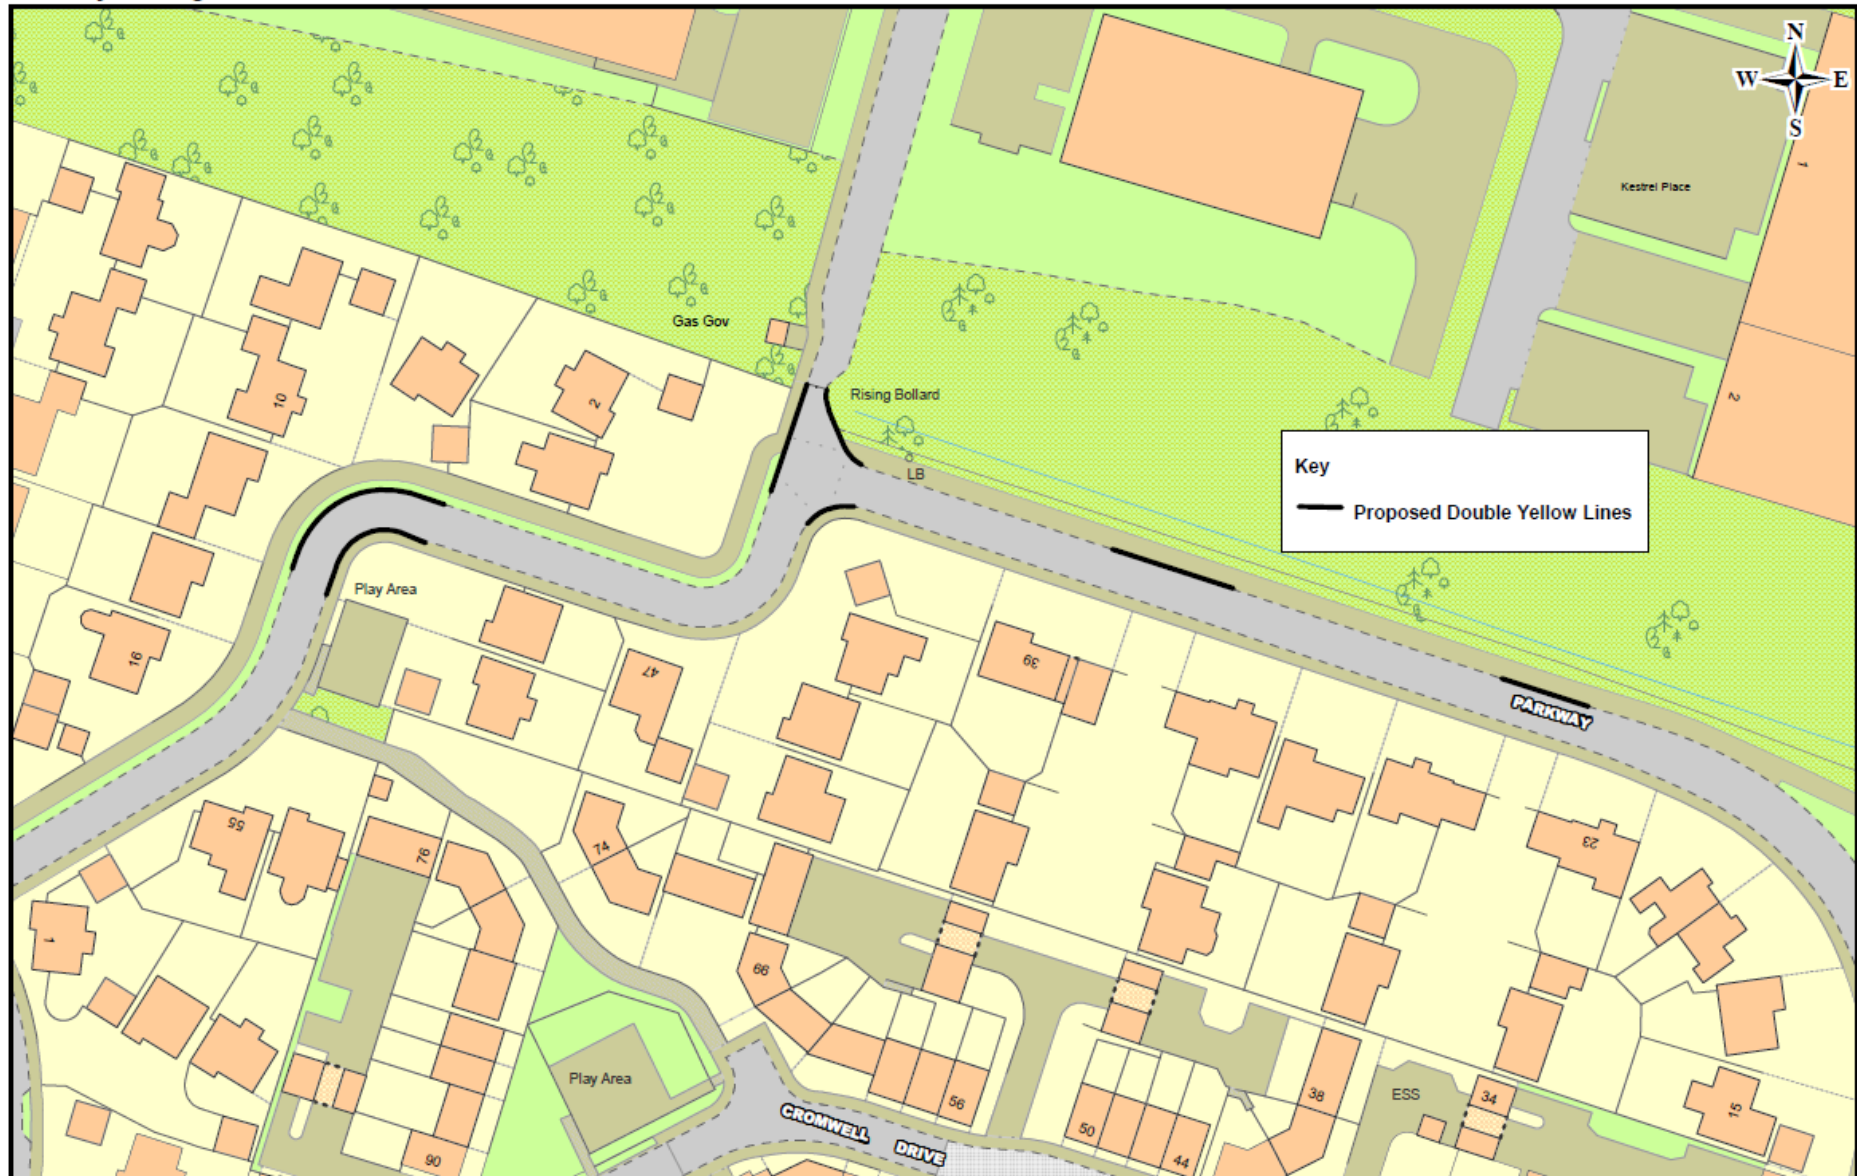 N
W E
S
1
Kestrel Place
Gas Gov
2
10
2
Rising Bollard
LB
Key
Proposed Double Yellow Lines
Play Area
16
47
39
PARKWAY
55
76
74
23
1
66
Play Area
56
50
44
38
ESS
34
15
CROMWELL DRIVE
90